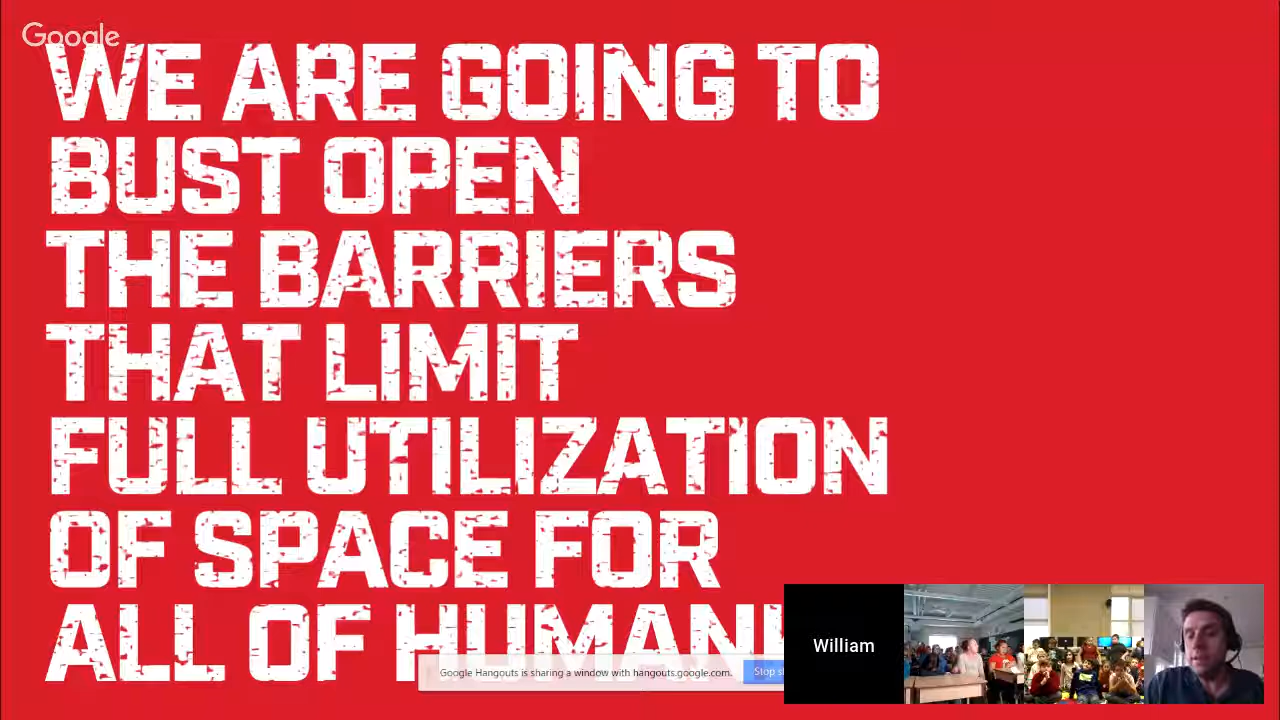 Google
WE ARE GOING TO
BUST OPEN
THE BARRIERS
THAT LIMIT
FULL UTILIZATION
OF SPACE FOR
ALL OF
Google Hangouts is sharing a window with hangouts.google.com.
Stop
William